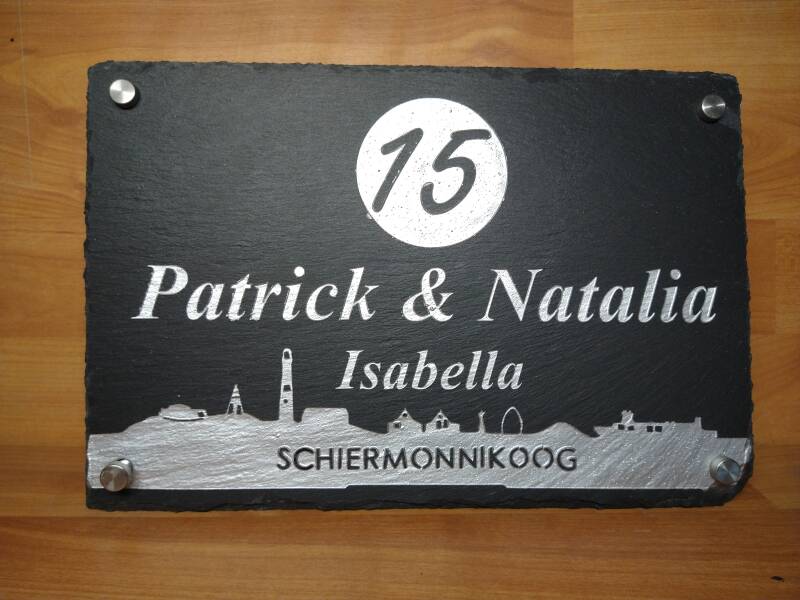 15
Patrick & Natalia
Isabella
SCHIERMONNIKOOG